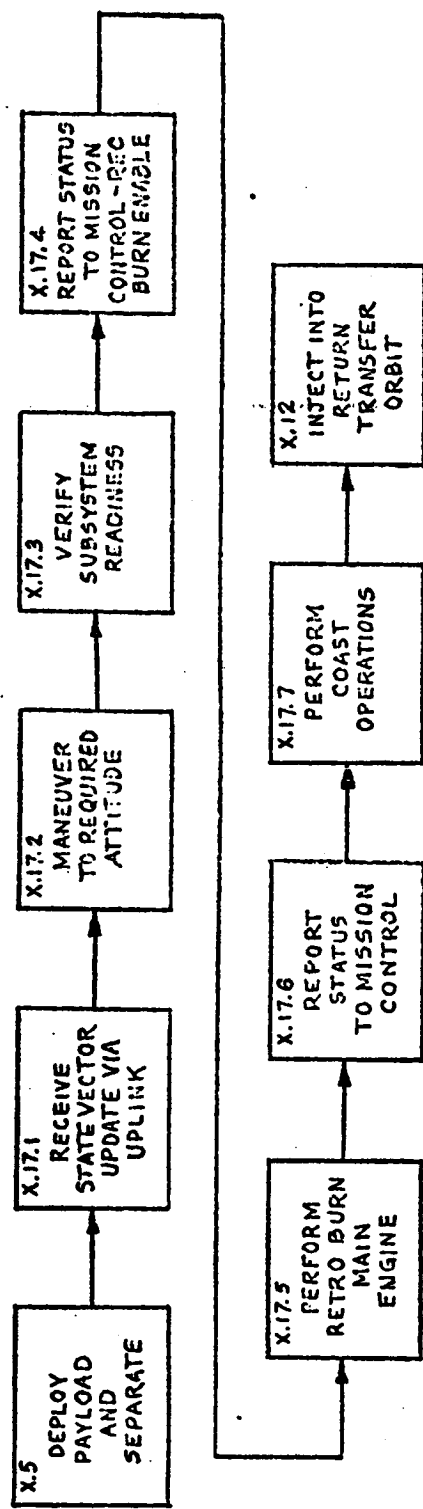 X.5
DEPLOY
PAYLOAD
AND
SEPARATE
X.17.1
RECEIVE
STATE VECTOR
UPDATE VIA
UPLINK
X.17.2
MANEUVER
TO REQUIRED
ATTITUDE
X.17.3
VERIFY
SUBSYSTEM
READINESS
X.17.4
REPORT STATUS
TO MISSION
CONTROL-REC
BURN ENABLE
X.17.5
PERFORM
RETRO BURN
MAIN
ENGINE
X.17.6
REPORT
STATUS
TO MISSION
CONTROL
X.17.7
PERFORM
COAST
OPERATIONS
X.12
INJECT INTO
RETURN
TRANSFER
ORBIT